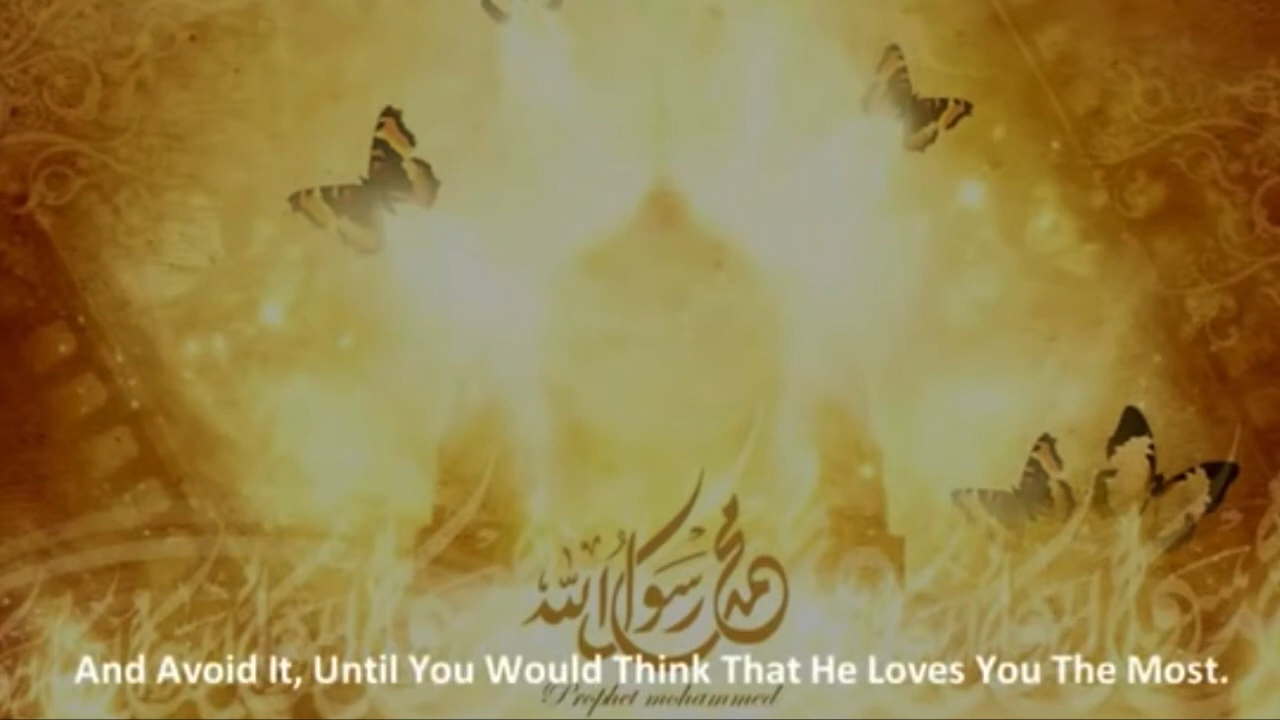 محمد رسول الله
And Avoid It, Until You Would Think That He Loves You The Most.
Prophet mohammed